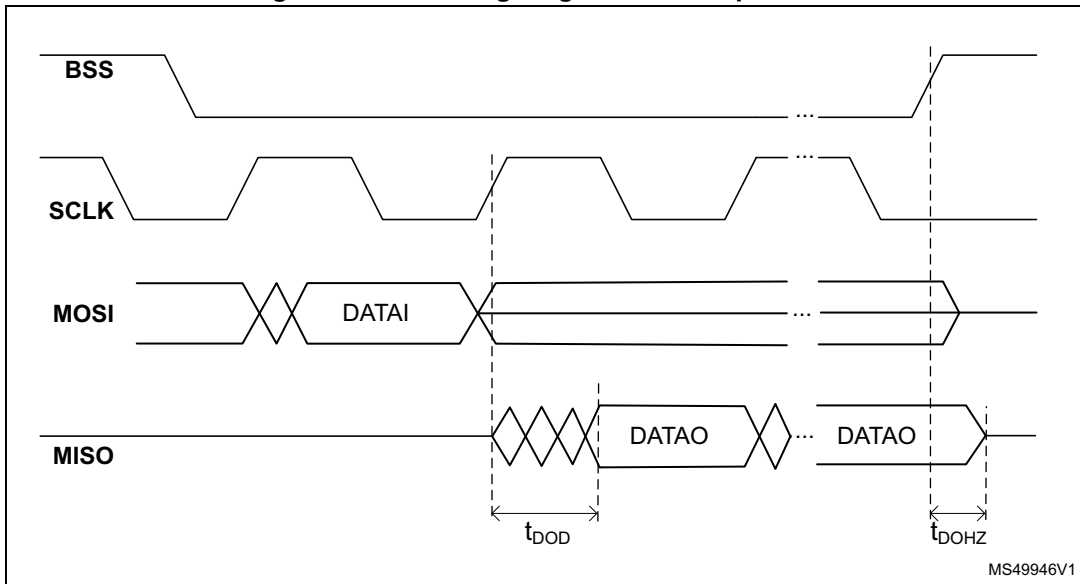 BSS
...
...
SCLK
MOSI
DATAI
...
MISO
DATAO
...
DATAO
tDOD
tDOHZ
MS49946V1